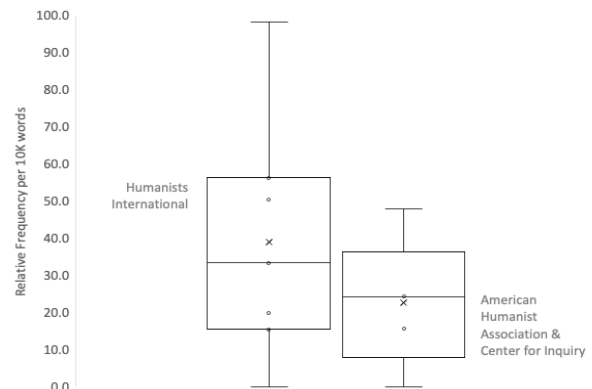 100.0
90.0
80.0
70.0
60.0
50.0
40.0
30.0
20.0
10.0
0.0
Relative Frequency per 10K words
Humanists
International
American
Humanist
Association &
Center for Inquiry